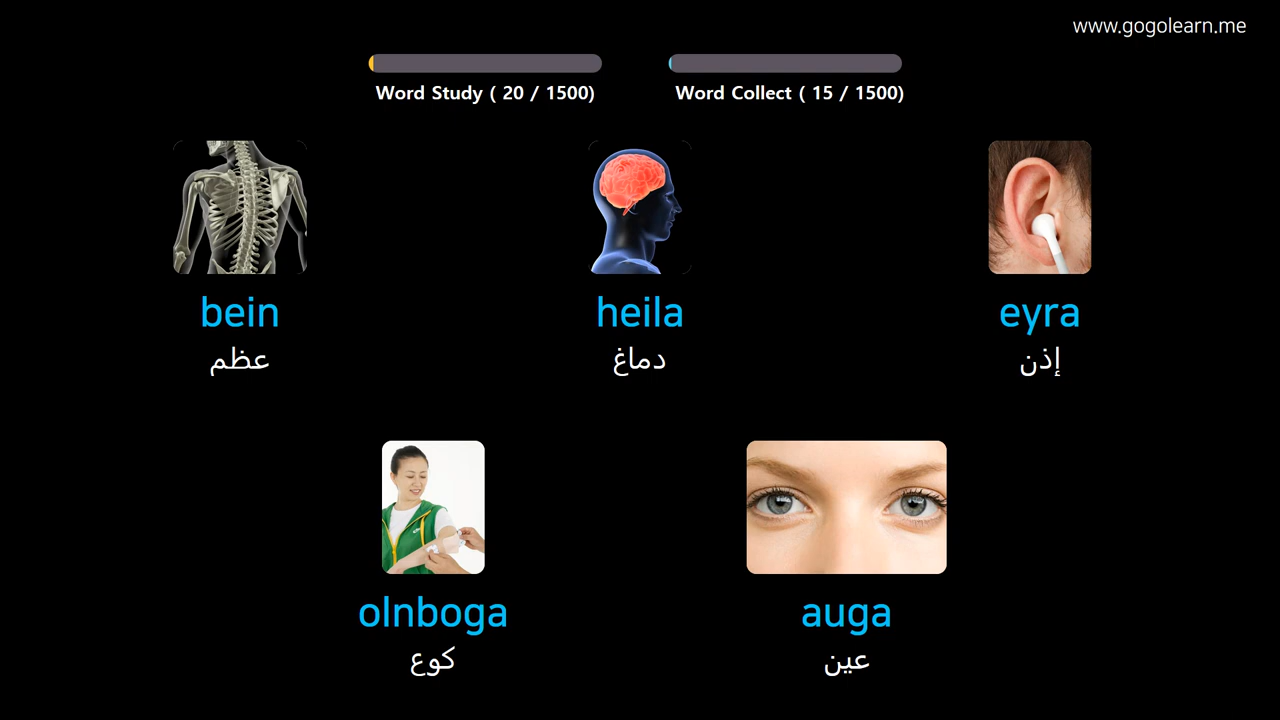 www.gogolearn.me
Word Study ( 20 / 1500)
Word Collect ( 15 / 1500)
bein
heila
eyra
عظم
دماغ
إذن
olnboga
auga
كوع
عين